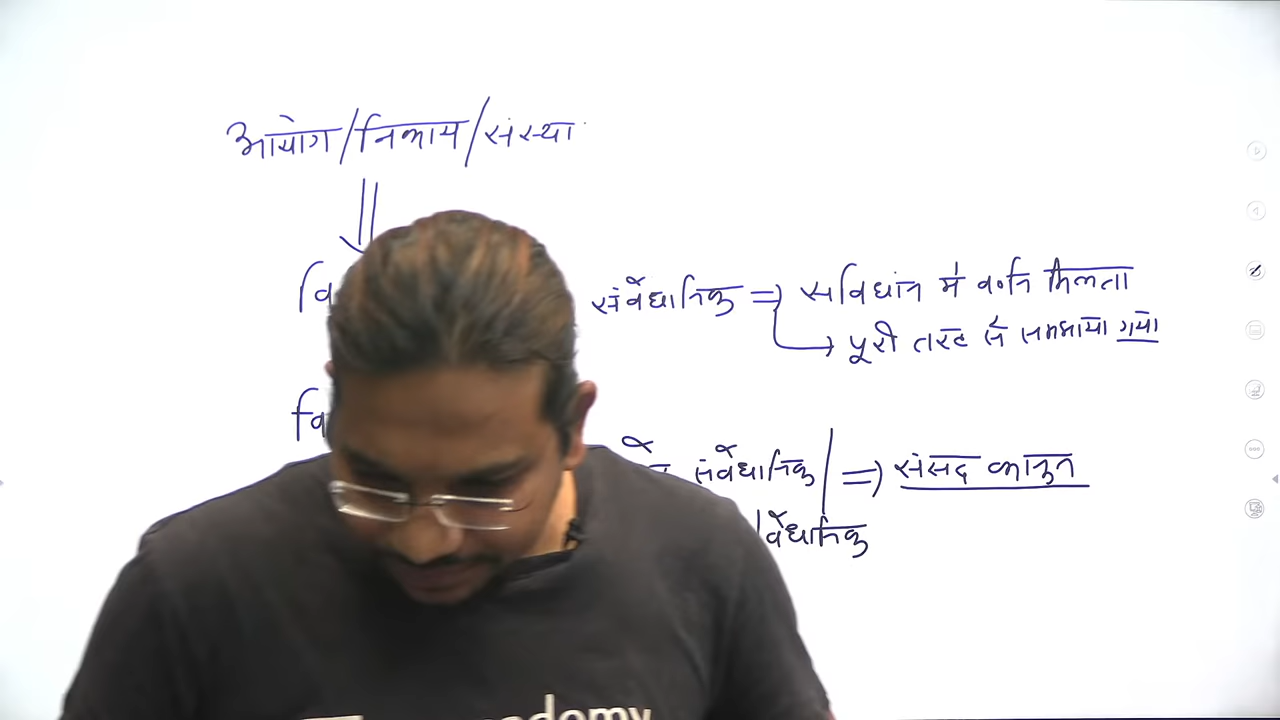 आयोग/निकाय/संस्था
संवैधानिक ⇒ संविधान में वर्णन मिलता
→ पूरी तरह से समझाया गया
संवैधानिक | ⇒ संसद कानून
वैधानिक